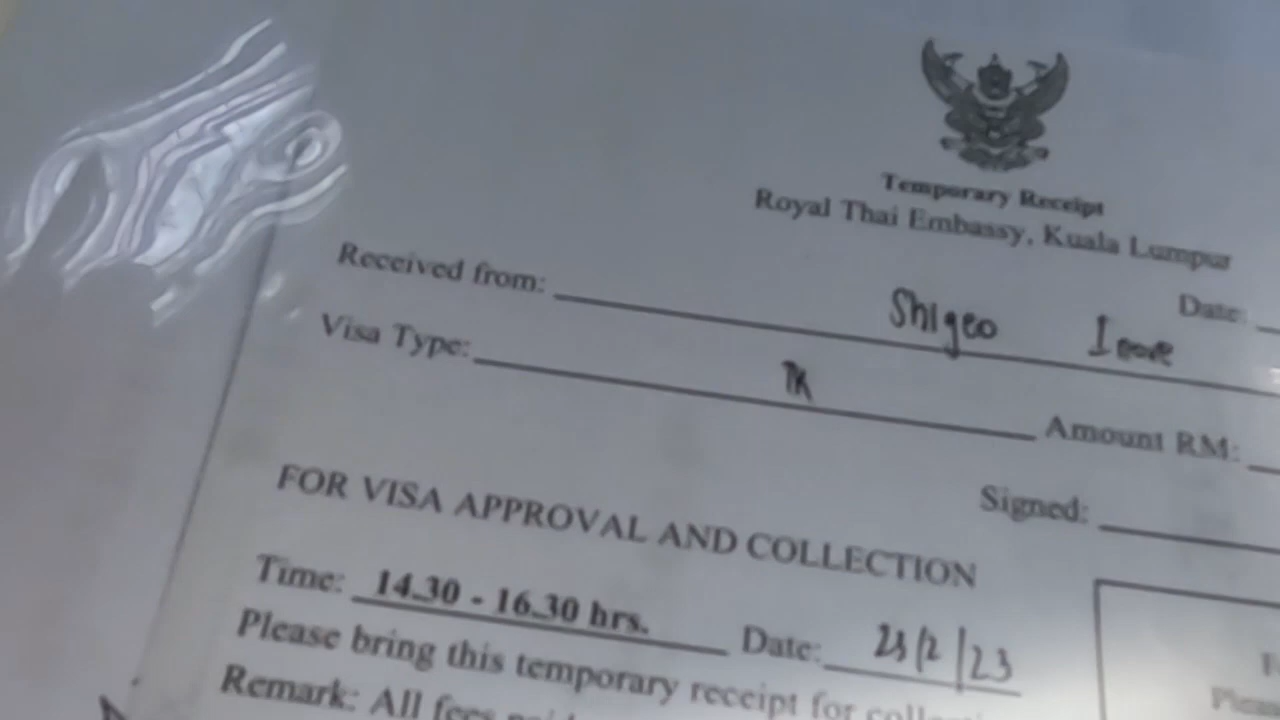 Temporary Receipt
Royal Thai Embassy, Kuala Lumpur
Date:
Received from: Shigeo
Visa Type: TR
Amount RM:
Signed:
FOR VISA APPROVAL AND COLLECTION
Time: 14.30 - 16.30 hrs. Date: 23/2/23
Please bring this temporary receipt for
Remark: All fees